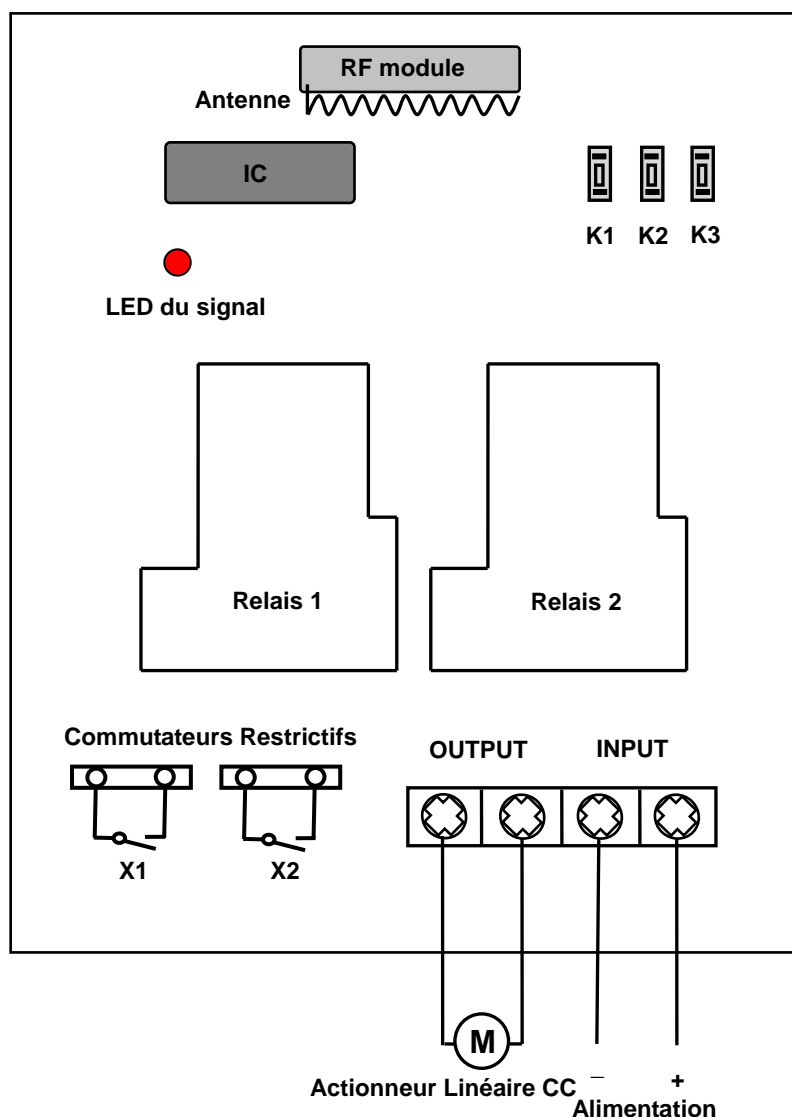 RF module
Antenne
IC
K1 K2 K3
LED du signal
Relais 1
Relais 2
Commutateurs Restrictifs
OUTPUT
INPUT
X1
X2
M
Actionneur Linéaire CC
− +
Alimentation